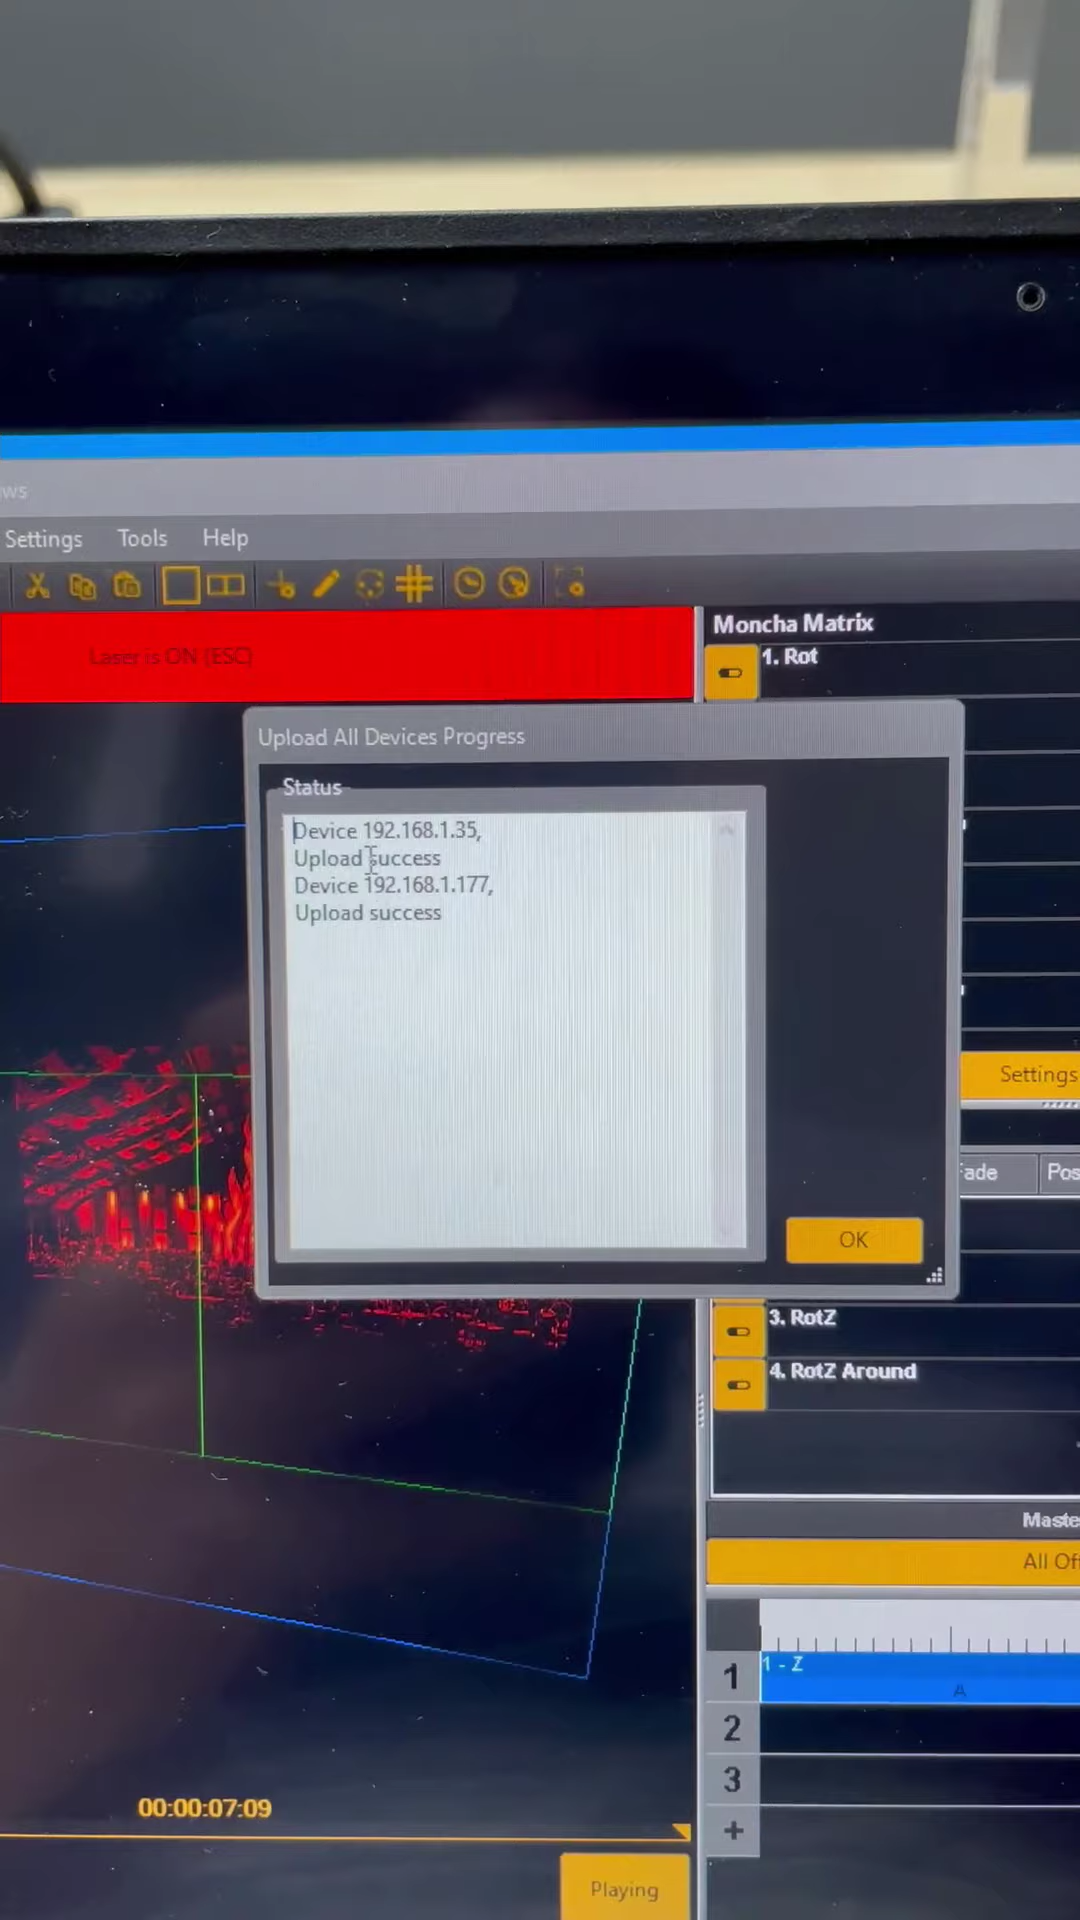 ws
Settings Tools Help
Laser is ON (ESC)
Moncha Matrix
1. Rot
Upload All Devices Progress
Status
Device 192.168.1.35,
Upload success
Device 192.168.1.177,
Upload success
OK
Settings
ade Pos
3. RotZ
4. RotZ Around
Maste
All Of
1 1 - Z
A
2
3
+
00:00:07:09
Playing